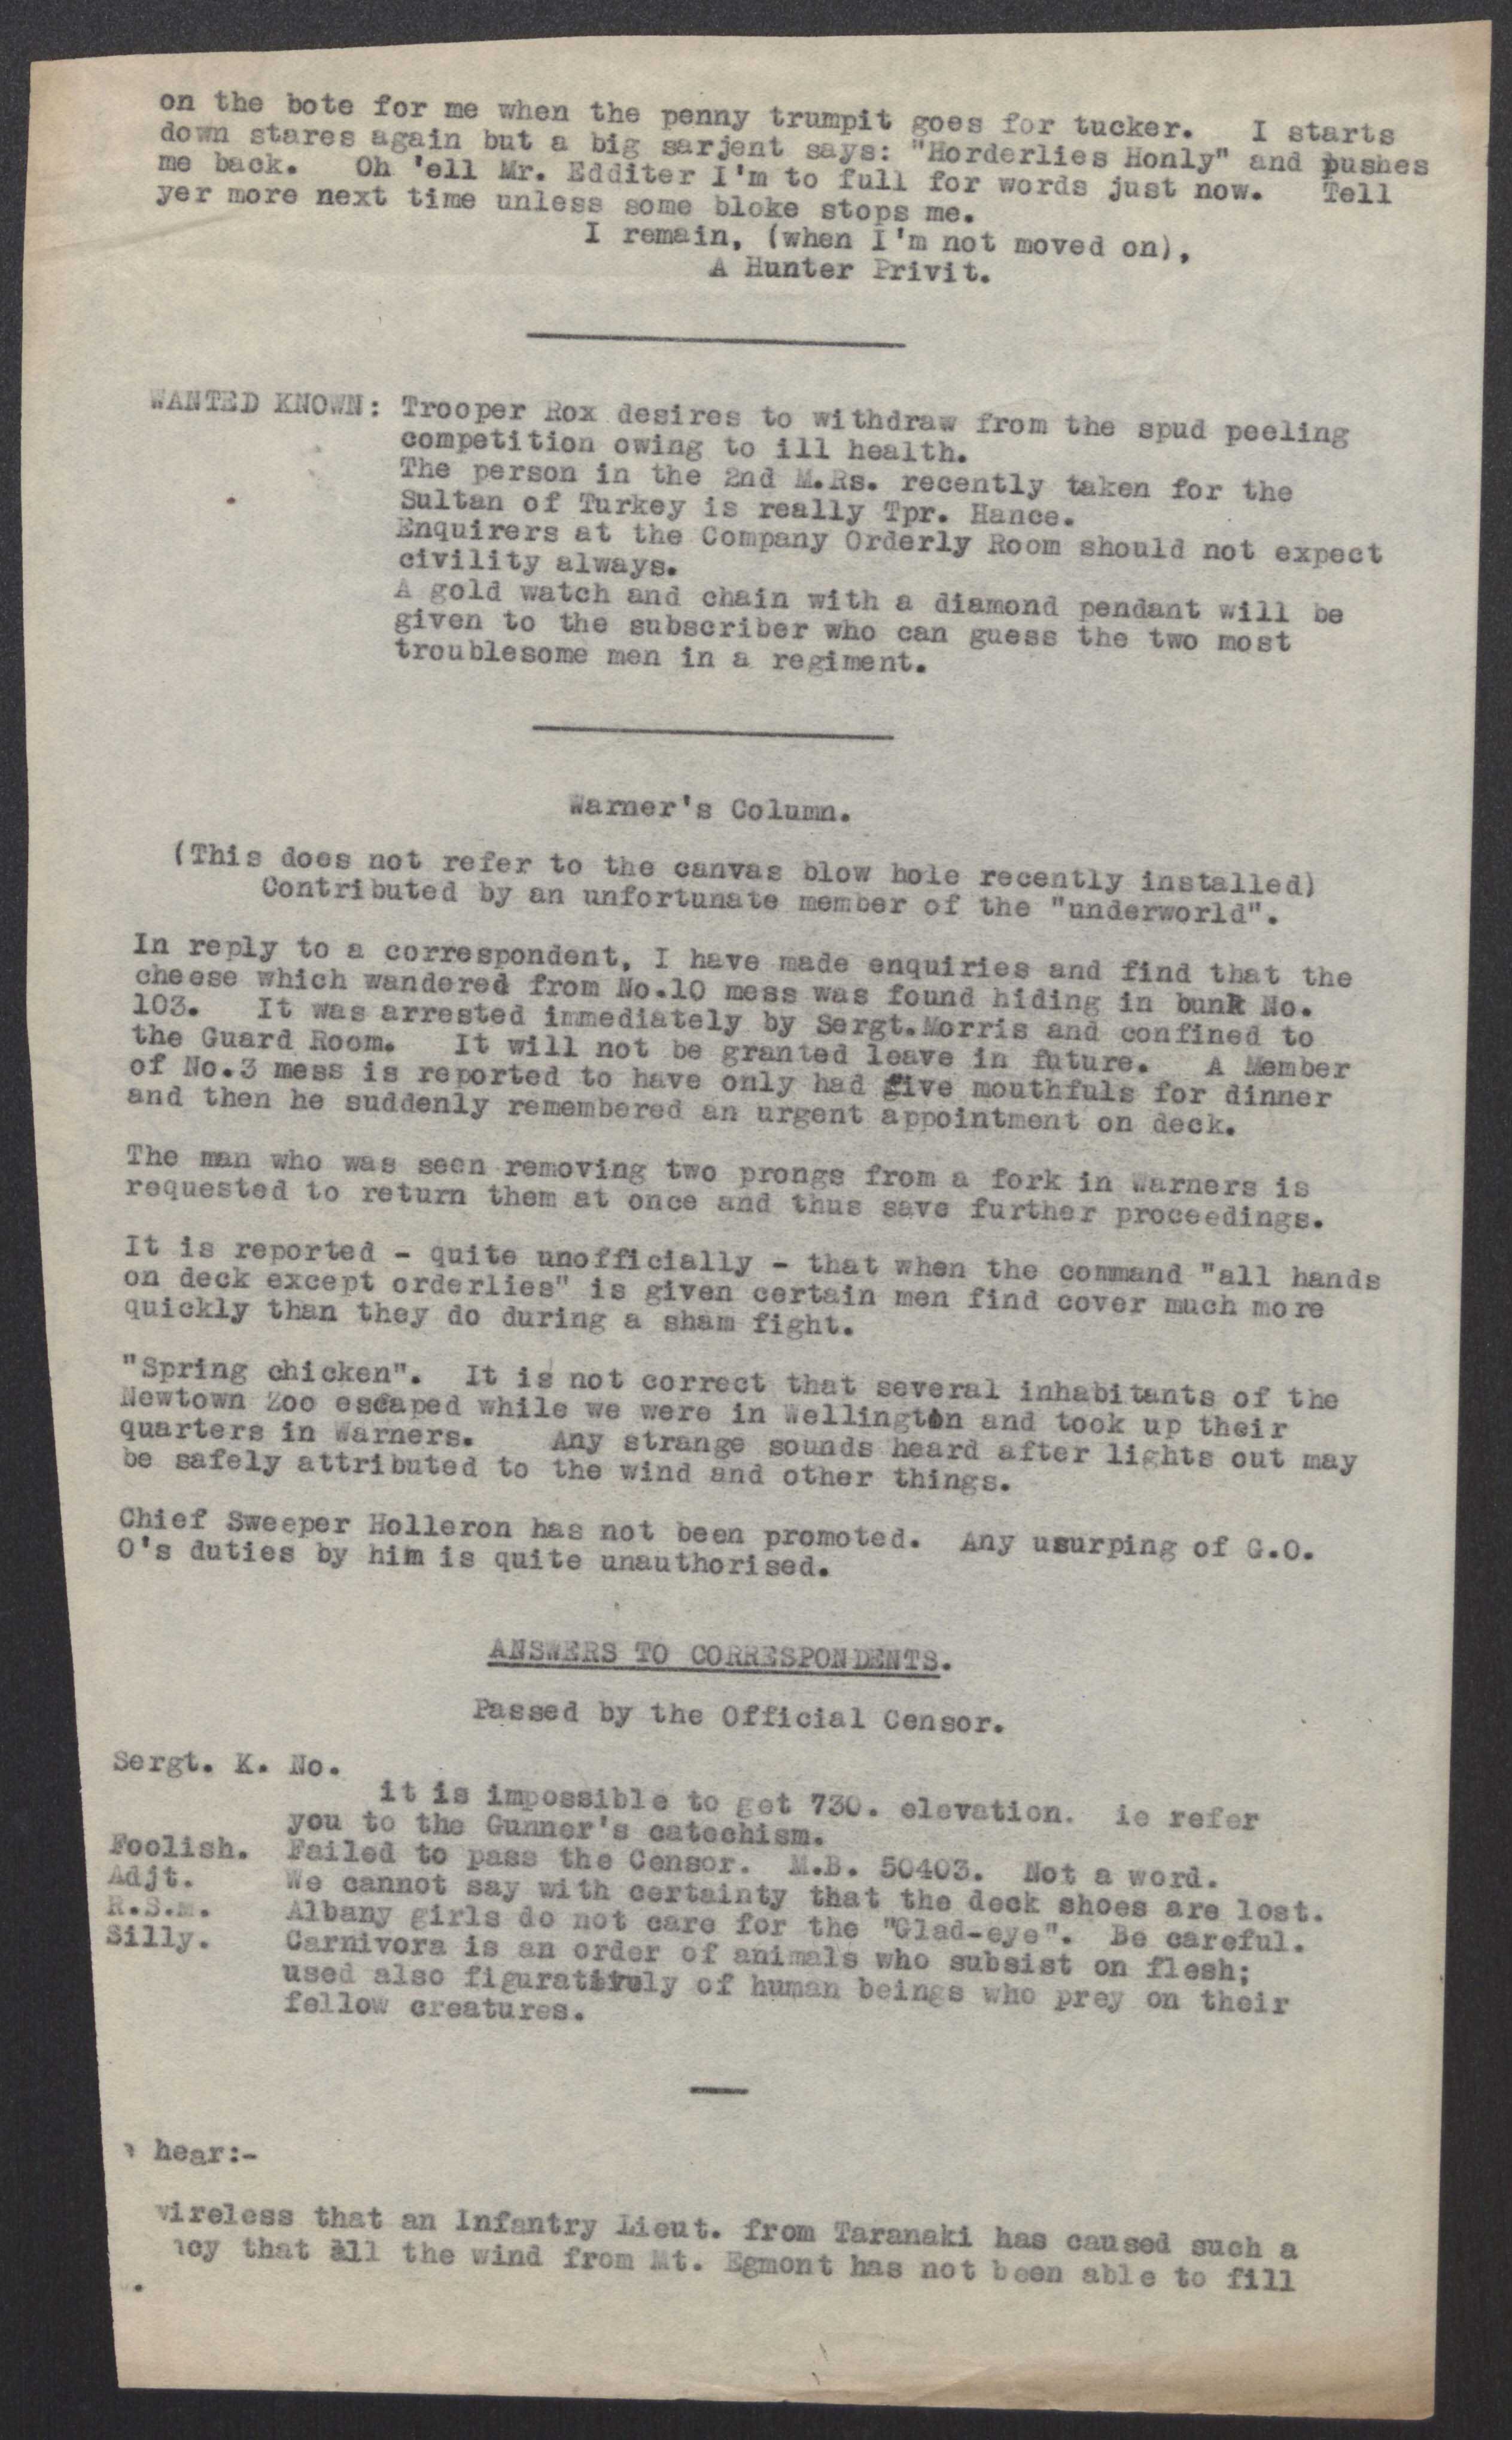 on the bote for me when the penny trumpit goes for tucker. I starts
down stares again but a big sarjent says: "Horderlies Honly" and pushes
me back. Oh 'ell Mr. Edditer I'm to full for words just now. Tell
yer more next time unless some bloke stops me.
I remain, (when I'm not moved on),
A Hunter Privit.
WANTED KNOWN: Trooper Rox desires to withdraw from the spud peeling
competition owing to ill health.
The person in the 2nd M.Rs. recently taken for the
Sultan of Turkey is really Tpr. Hance.
Enquirers at the Company Orderly Room should not expect
civility always.
A gold watch and chain with a diamond pendant will be
given to the subscriber who can guess the two most
troublesome men in a regiment.
Warner's Column.
(This does not refer to the canvas blow hole recently installed)
Contributed by an unfortunate member of the "underworld".
In reply to a correspondent, I have made enquiries and find that the
cheese which wandered from No.10 mess was found hiding in bunk No.
103. It was arrested immediately by Sergt.Morris and confined to
the Guard Room. It will not be granted leave in future. A Member
of No.3 mess is reported to have only had five mouthfuls for dinner
and then he suddenly remembered an urgent appointment on deck.
The man who was seen removing two prongs from a fork in Warners is
requested to return them at once and thus save further proceedings.
It is reported - quite unofficially - that when the command "all hands
on deck except orderlies" is given certain men find cover much more
quickly than they do during a sham fight.
"Spring chicken". It is not correct that several inhabitants of the
Newtown Zoo escaped while we were in Wellington and took up their
quarters in Warners. Any strange sounds heard after lights out may
be safely attributed to the wind and other things.
Chief Sweeper Holleron has not been promoted. Any usurping of G.O.
O's duties by him is quite unauthorised.
ANSWERS TO CORRESPONDENTS.
Passed by the Official Censor.
Sergt. K. No.
it is impossible to get 730. elevation. ie refer
you to the Gunner's catechism.
Foolish. Failed to pass the Censor. M.B. 50403. Not a word.
Adjt. We cannot say with certainty that the deck shoes are lost.
R.S.M. Albany girls do not care for the "Glad-eye". Be careful.
Silly. Carnivora is an order of animals who subsist on flesh;
used also figuratively of human beings who prey on their
fellow creatures.
hear:-
wireless that an Infantry Lieut. from Taranaki has caused such a
ncy that all the wind from Mt. Egmont has not been able to fill
.